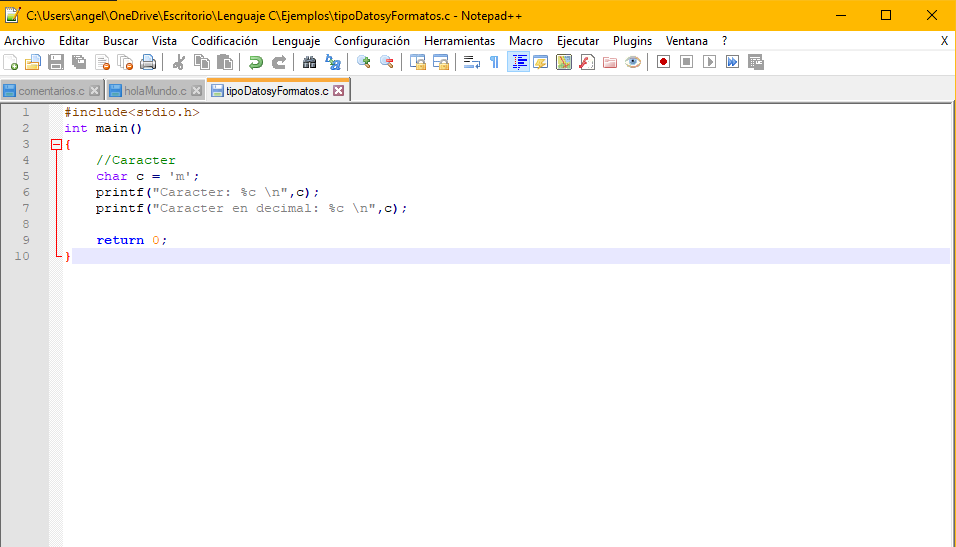 C:\Users\angel\OneDrive\Escritorio\Lenguaje C\Ejemplos\tipoDatosyFormatos.c - Notepad++
Archivo Editar Buscar Vista Codificación Lenguaje Configuración Herramientas Macro Ejecutar Plugins Ventana ? X
comentarios.c holaMundo.c tipoDatosyFormatos.c
1 #include<stdio.h>
2 int main()
3 {
4 //Caracter
5 char c = 'm';
6 printf("Caracter: %c \n",c);
7 printf("Caracter en decimal: %c \n",c);
8
9 return 0;
10 }